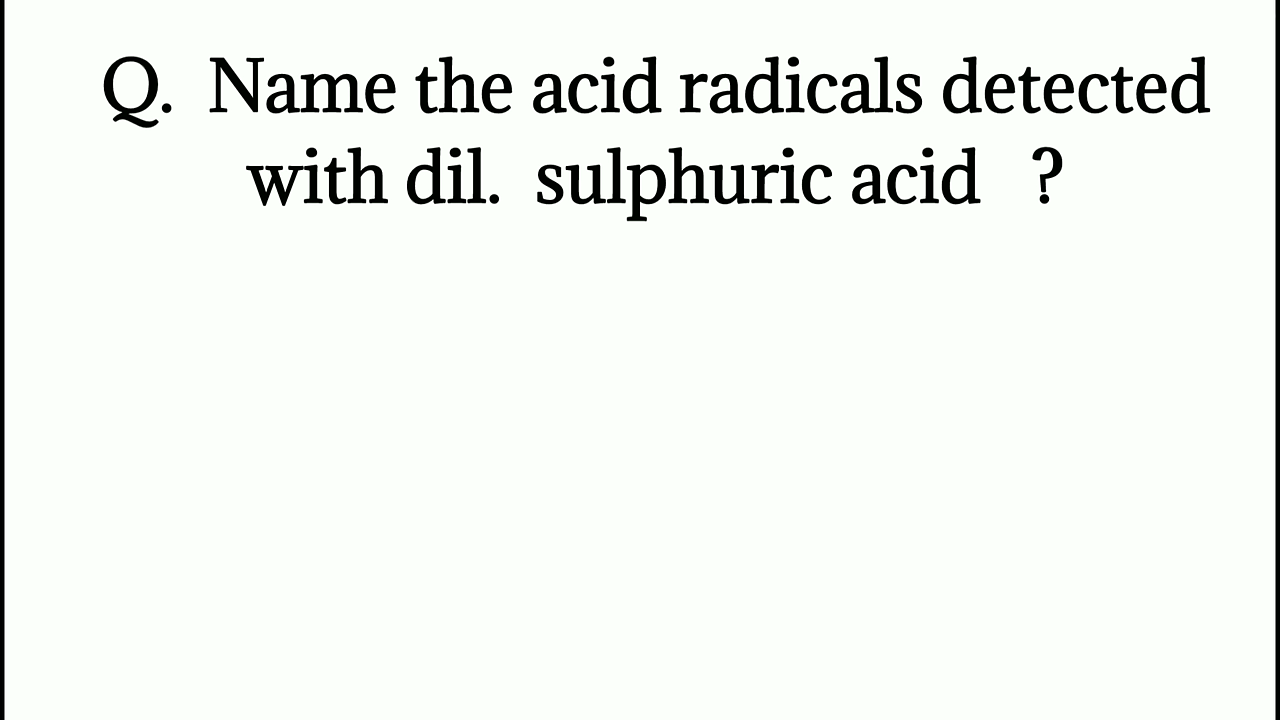 Q. Name the acid radicals detected
with dil. sulphuric acid ?